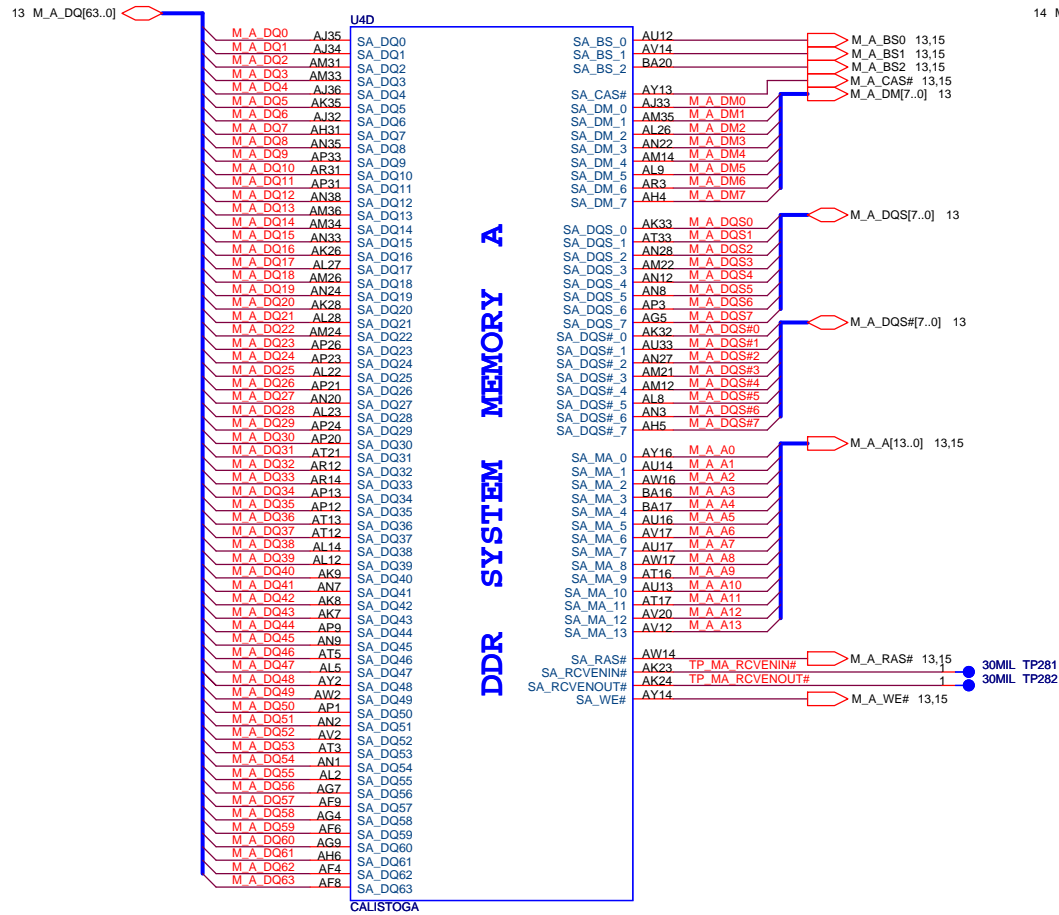 13 M_A_DQ[63..0]
14 M
U4D
M_A_DQ0 AJ35 SA_DQ0
M_A_DQ1 AJ34 SA_DQ1
M_A_DQ2 AM31 SA_DQ2
M_A_DQ3 AM33 SA_DQ3
M_A_DQ4 AJ36 SA_DQ4
M_A_DQ5 AK35 SA_DQ5
M_A_DQ6 AJ32 SA_DQ6
M_A_DQ7 AH31 SA_DQ7
M_A_DQ8 AN35 SA_DQ8
M_A_DQ9 AP33 SA_DQ9
M_A_DQ10 AR31 SA_DQ10
M_A_DQ11 AP31 SA_DQ11
M_A_DQ12 AN38 SA_DQ12
M_A_DQ13 AM36 SA_DQ13
M_A_DQ14 AM34 SA_DQ14
M_A_DQ15 AN33 SA_DQ15
M_A_DQ16 AK26 SA_DQ16
M_A_DQ17 AL27 SA_DQ17
M_A_DQ18 AM26 SA_DQ18
M_A_DQ19 AN24 SA_DQ19
M_A_DQ20 AK28 SA_DQ20
M_A_DQ21 AL28 SA_DQ21
M_A_DQ22 AM24 SA_DQ22
M_A_DQ23 AP26 SA_DQ23
M_A_DQ24 AP23 SA_DQ24
M_A_DQ25 AL22 SA_DQ25
M_A_DQ26 AP21 SA_DQ26
M_A_DQ27 AN20 SA_DQ27
M_A_DQ28 AL23 SA_DQ28
M_A_DQ29 AP24 SA_DQ29
M_A_DQ30 AP20 SA_DQ30
M_A_DQ31 AT21 SA_DQ31
M_A_DQ32 AR12 SA_DQ32
M_A_DQ33 AR14 SA_DQ33
M_A_DQ34 AP13 SA_DQ34
M_A_DQ35 AP12 SA_DQ35
M_A_DQ36 AT13 SA_DQ36
M_A_DQ37 AT12 SA_DQ37
M_A_DQ38 AL14 SA_DQ38
M_A_DQ39 AL12 SA_DQ39
M_A_DQ40 AK9 SA_DQ40
M_A_DQ41 AN7 SA_DQ41
M_A_DQ42 AK8 SA_DQ42
M_A_DQ43 AK7 SA_DQ43
M_A_DQ44 AP9 SA_DQ44
M_A_DQ45 AN9 SA_DQ45
M_A_DQ46 AT5 SA_DQ46
M_A_DQ47 AL5 SA_DQ47
M_A_DQ48 AY2 SA_DQ48
M_A_DQ49 AW2 SA_DQ49
M_A_DQ50 AP1 SA_DQ50
M_A_DQ51 AN2 SA_DQ51
M_A_DQ52 AV2 SA_DQ52
M_A_DQ53 AT3 SA_DQ53
M_A_DQ54 AN1 SA_DQ54
M_A_DQ55 AL2 SA_DQ55
M_A_DQ56 AG7 SA_DQ56
M_A_DQ57 AF9 SA_DQ57
M_A_DQ58 AG4 SA_DQ58
M_A_DQ59 AF6 SA_DQ59
M_A_DQ60 AG9 SA_DQ60
M_A_DQ61 AH6 SA_DQ61
M_A_DQ62 AF4 SA_DQ62
M_A_DQ63 AF8 SA_DQ63
DDR SYSTEM MEMORY A
SA_BS_0 AU12 M_A_BS0 13,15
SA_BS_1 AV14 M_A_BS1 13,15
SA_BS_2 BA20 M_A_BS2 13,15
SA_CAS# AY13 M_A_CAS# 13,15
M_A_DM[7..0] 13
SA_DM_0 AJ33 M_A_DM0
SA_DM_1 AM35 M_A_DM1
SA_DM_2 AL26 M_A_DM2
SA_DM_3 AN22 M_A_DM3
SA_DM_4 AM14 M_A_DM4
SA_DM_5 AL9 M_A_DM5
SA_DM_6 AR3 M_A_DM6
SA_DM_7 AH4 M_A_DM7
M_A_DQS[7..0] 13
SA_DQS_0 AK33 M_A_DQS0
SA_DQS_1 AT33 M_A_DQS1
SA_DQS_2 AN28 M_A_DQS2
SA_DQS_3 AM22 M_A_DQS3
SA_DQS_4 AN12 M_A_DQS4
SA_DQS_5 AN8 M_A_DQS5
SA_DQS_6 AP3 M_A_DQS6
SA_DQS_7 AG5 M_A_DQS7
M_A_DQS#[7..0] 13
SA_DQS#_0 AK32 M_A_DQS#0
SA_DQS#_1 AU33 M_A_DQS#1
SA_DQS#_2 AN27 M_A_DQS#2
SA_DQS#_3 AM21 M_A_DQS#3
SA_DQS#_4 AM12 M_A_DQS#4
SA_DQS#_5 AL8 M_A_DQS#5
SA_DQS#_6 AN3 M_A_DQS#6
SA_DQS#_7 AH5 M_A_DQS#7
M_A_A[13..0] 13,15
SA_MA_0 AY16 M_A_A0
SA_MA_1 AU14 M_A_A1
SA_MA_2 AW16 M_A_A2
SA_MA_3 BA16 M_A_A3
SA_MA_4 BA17 M_A_A4
SA_MA_5 AU16 M_A_A5
SA_MA_6 AV17 M_A_A6
SA_MA_7 AU17 M_A_A7
SA_MA_8 AW17 M_A_A8
SA_MA_9 AT16 M_A_A9
SA_MA_10 AU13 M_A_A10
SA_MA_11 AT17 M_A_A11
SA_MA_12 AV20 M_A_A12
SA_MA_13 AV12 M_A_A13
SA_RAS# AW14 M_A_RAS# 13,15
SA_RCVENIN# AK23 TP_MA_RCVENIN# 1 30MIL TP281
SA_RCVENOUT# AK24 TP_MA_RCVENOUT# 1 30MIL TP282
SA_WE# AY14 M_A_WE# 13,15
CALISTOGA